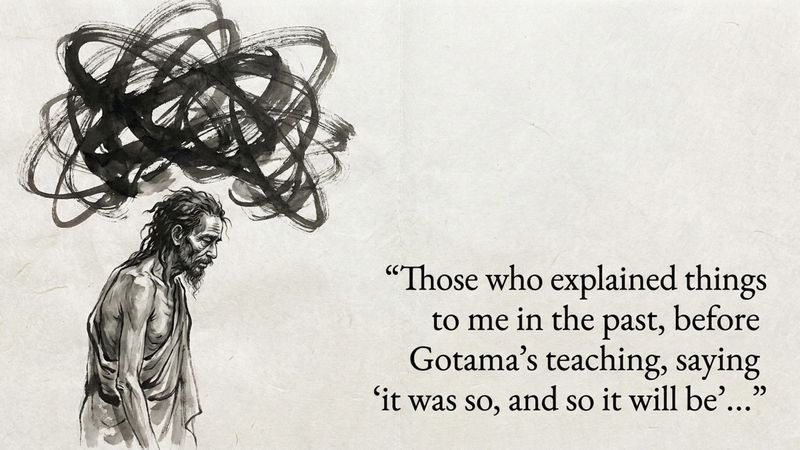 “Those who explained things
to me in the past, before
Gotama’s teaching, saying
‘it was so, and so it will be’...”